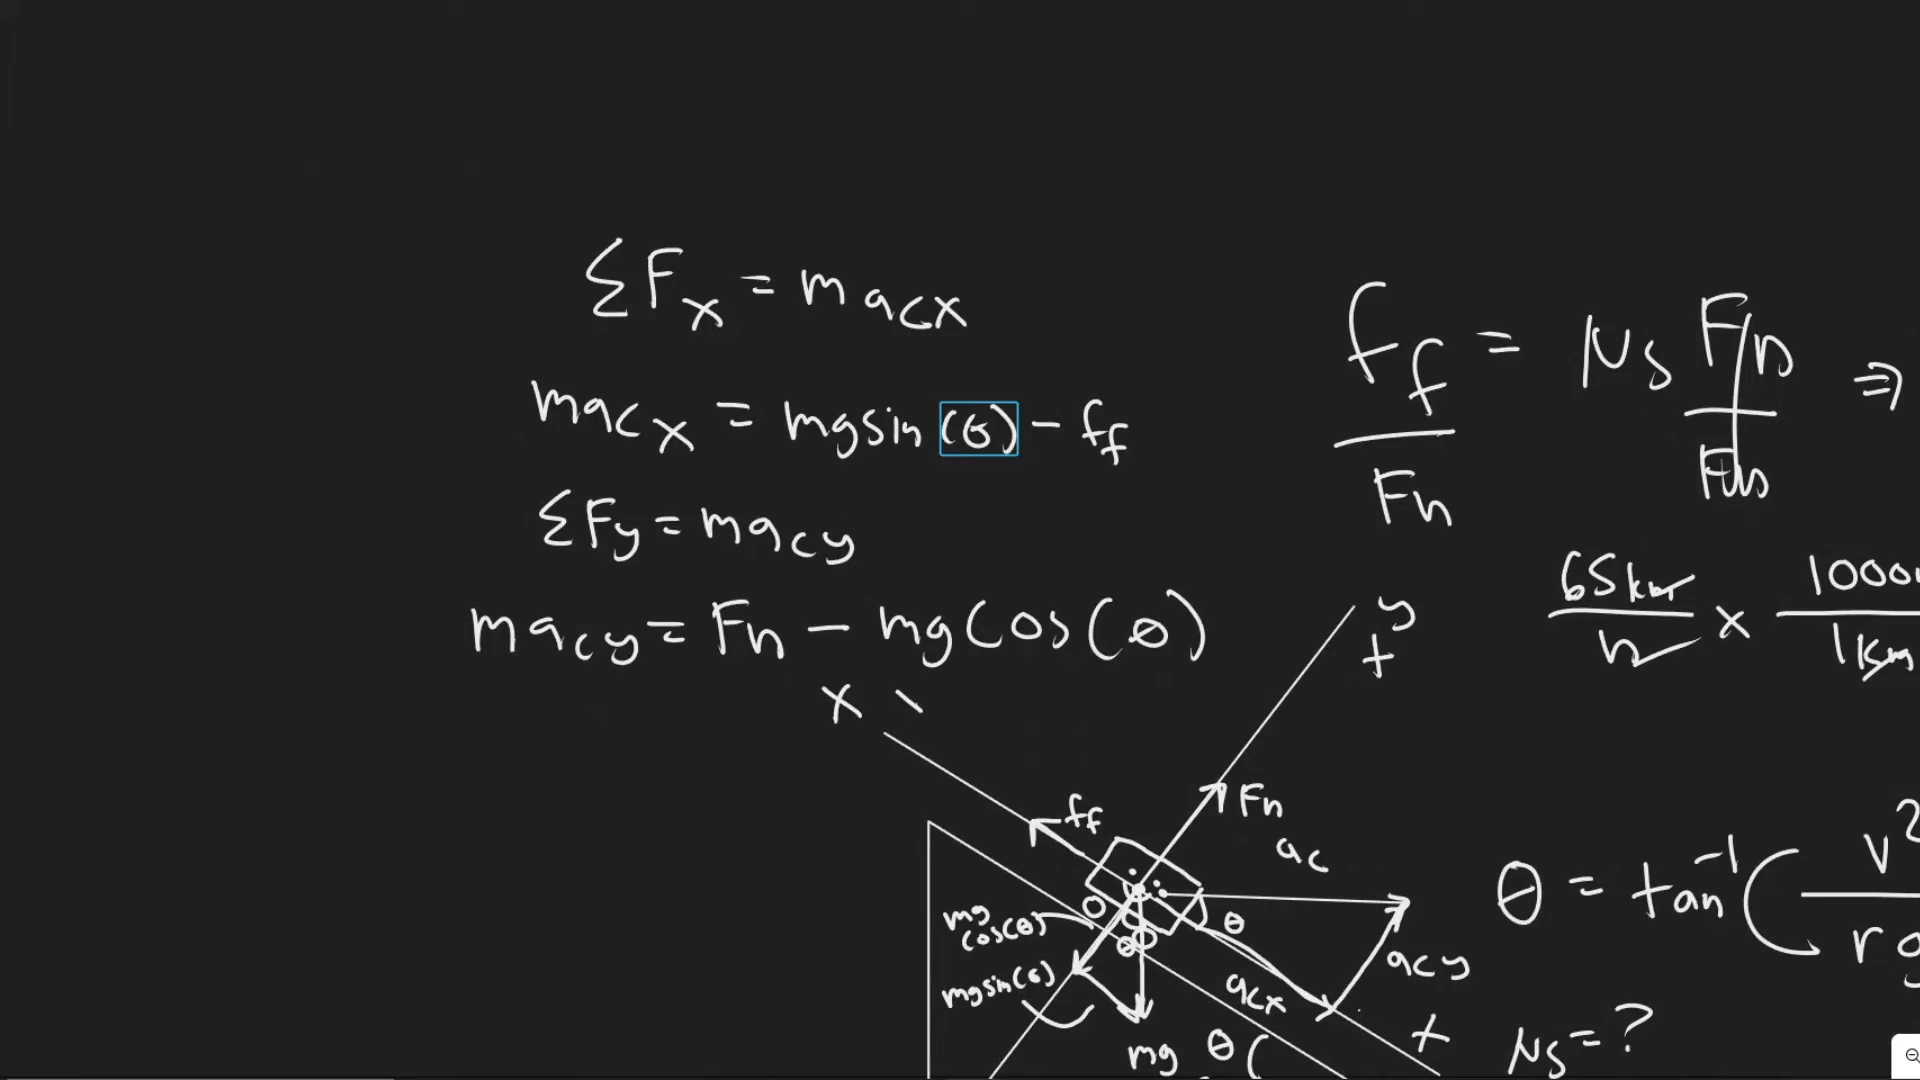 ΣFx = macx
macx = mgsin(θ) - ff
ΣFy = macy
macy = Fn - mgcos(θ)
ff / Fn = μs Fn / Fn ⇒
65km / h × 1000 / 1km
x
y
+
ff
Fn
ac
θ
θ
θ
mg cos(θ)
mgsin(θ)
acx
acy
+
mg
θ
θ = tan⁻¹( v² / rg
μs = ?